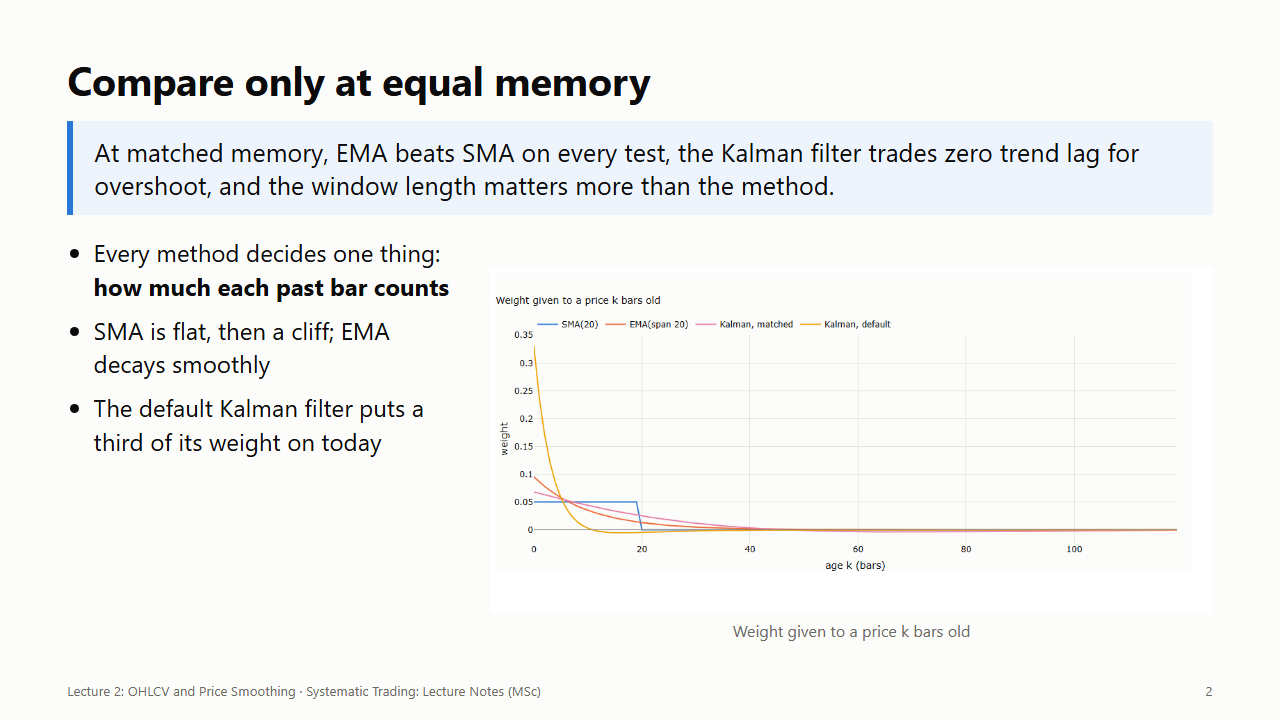 Compare only at equal memory
At matched memory, EMA beats SMA on every test, the Kalman filter trades zero trend lag for
overshoot, and the window length matters more than the method.
• Every method decides one thing:
how much each past bar counts
• SMA is flat, then a cliff; EMA
decays smoothly
• The default Kalman filter puts a
third of its weight on today
Weight given to a price k bars old
SMA(20) EMA(span 20) Kalman, matched Kalman, default
0.35
0.3
0.25
0.2
0.15
0.1
0.05
0
weight
0 20 40 60 80 100
age k (bars)
Weight given to a price k bars old
Lecture 2: OHLCV and Price Smoothing · Systematic Trading: Lecture Notes (MSc)
2